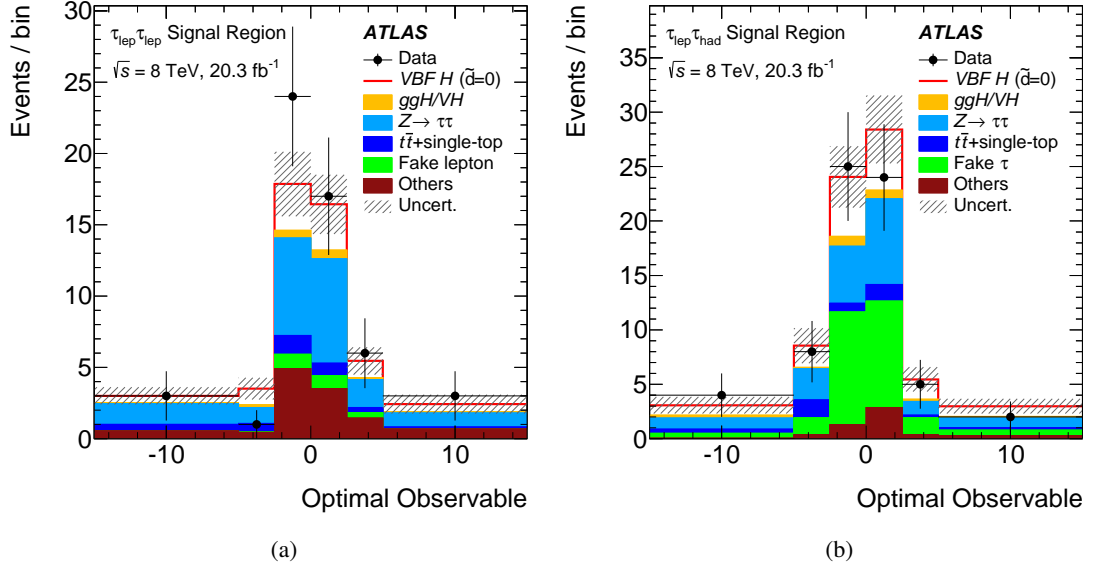 Events / bin
30
25
20
15
10
5
0
τlepτlep Signal Region
√s = 8 TeV, 20.3 fb-1
ATLAS
Data
VBF H (d̃=0)
ggH/VH
Z→ ττ
tt̄+single-top
Fake lepton
Others
Uncert.
-10 0 10
Optimal Observable
(a)
Events / bin
35
30
25
20
15
10
5
0
τlepτhad Signal Region
√s = 8 TeV, 20.3 fb-1
ATLAS
Data
VBF H (d̃=0)
ggH/VH
Z→ ττ
tt̄+single-top
Fake τ
Others
Uncert.
-10 0 10
Optimal Observable
(b)